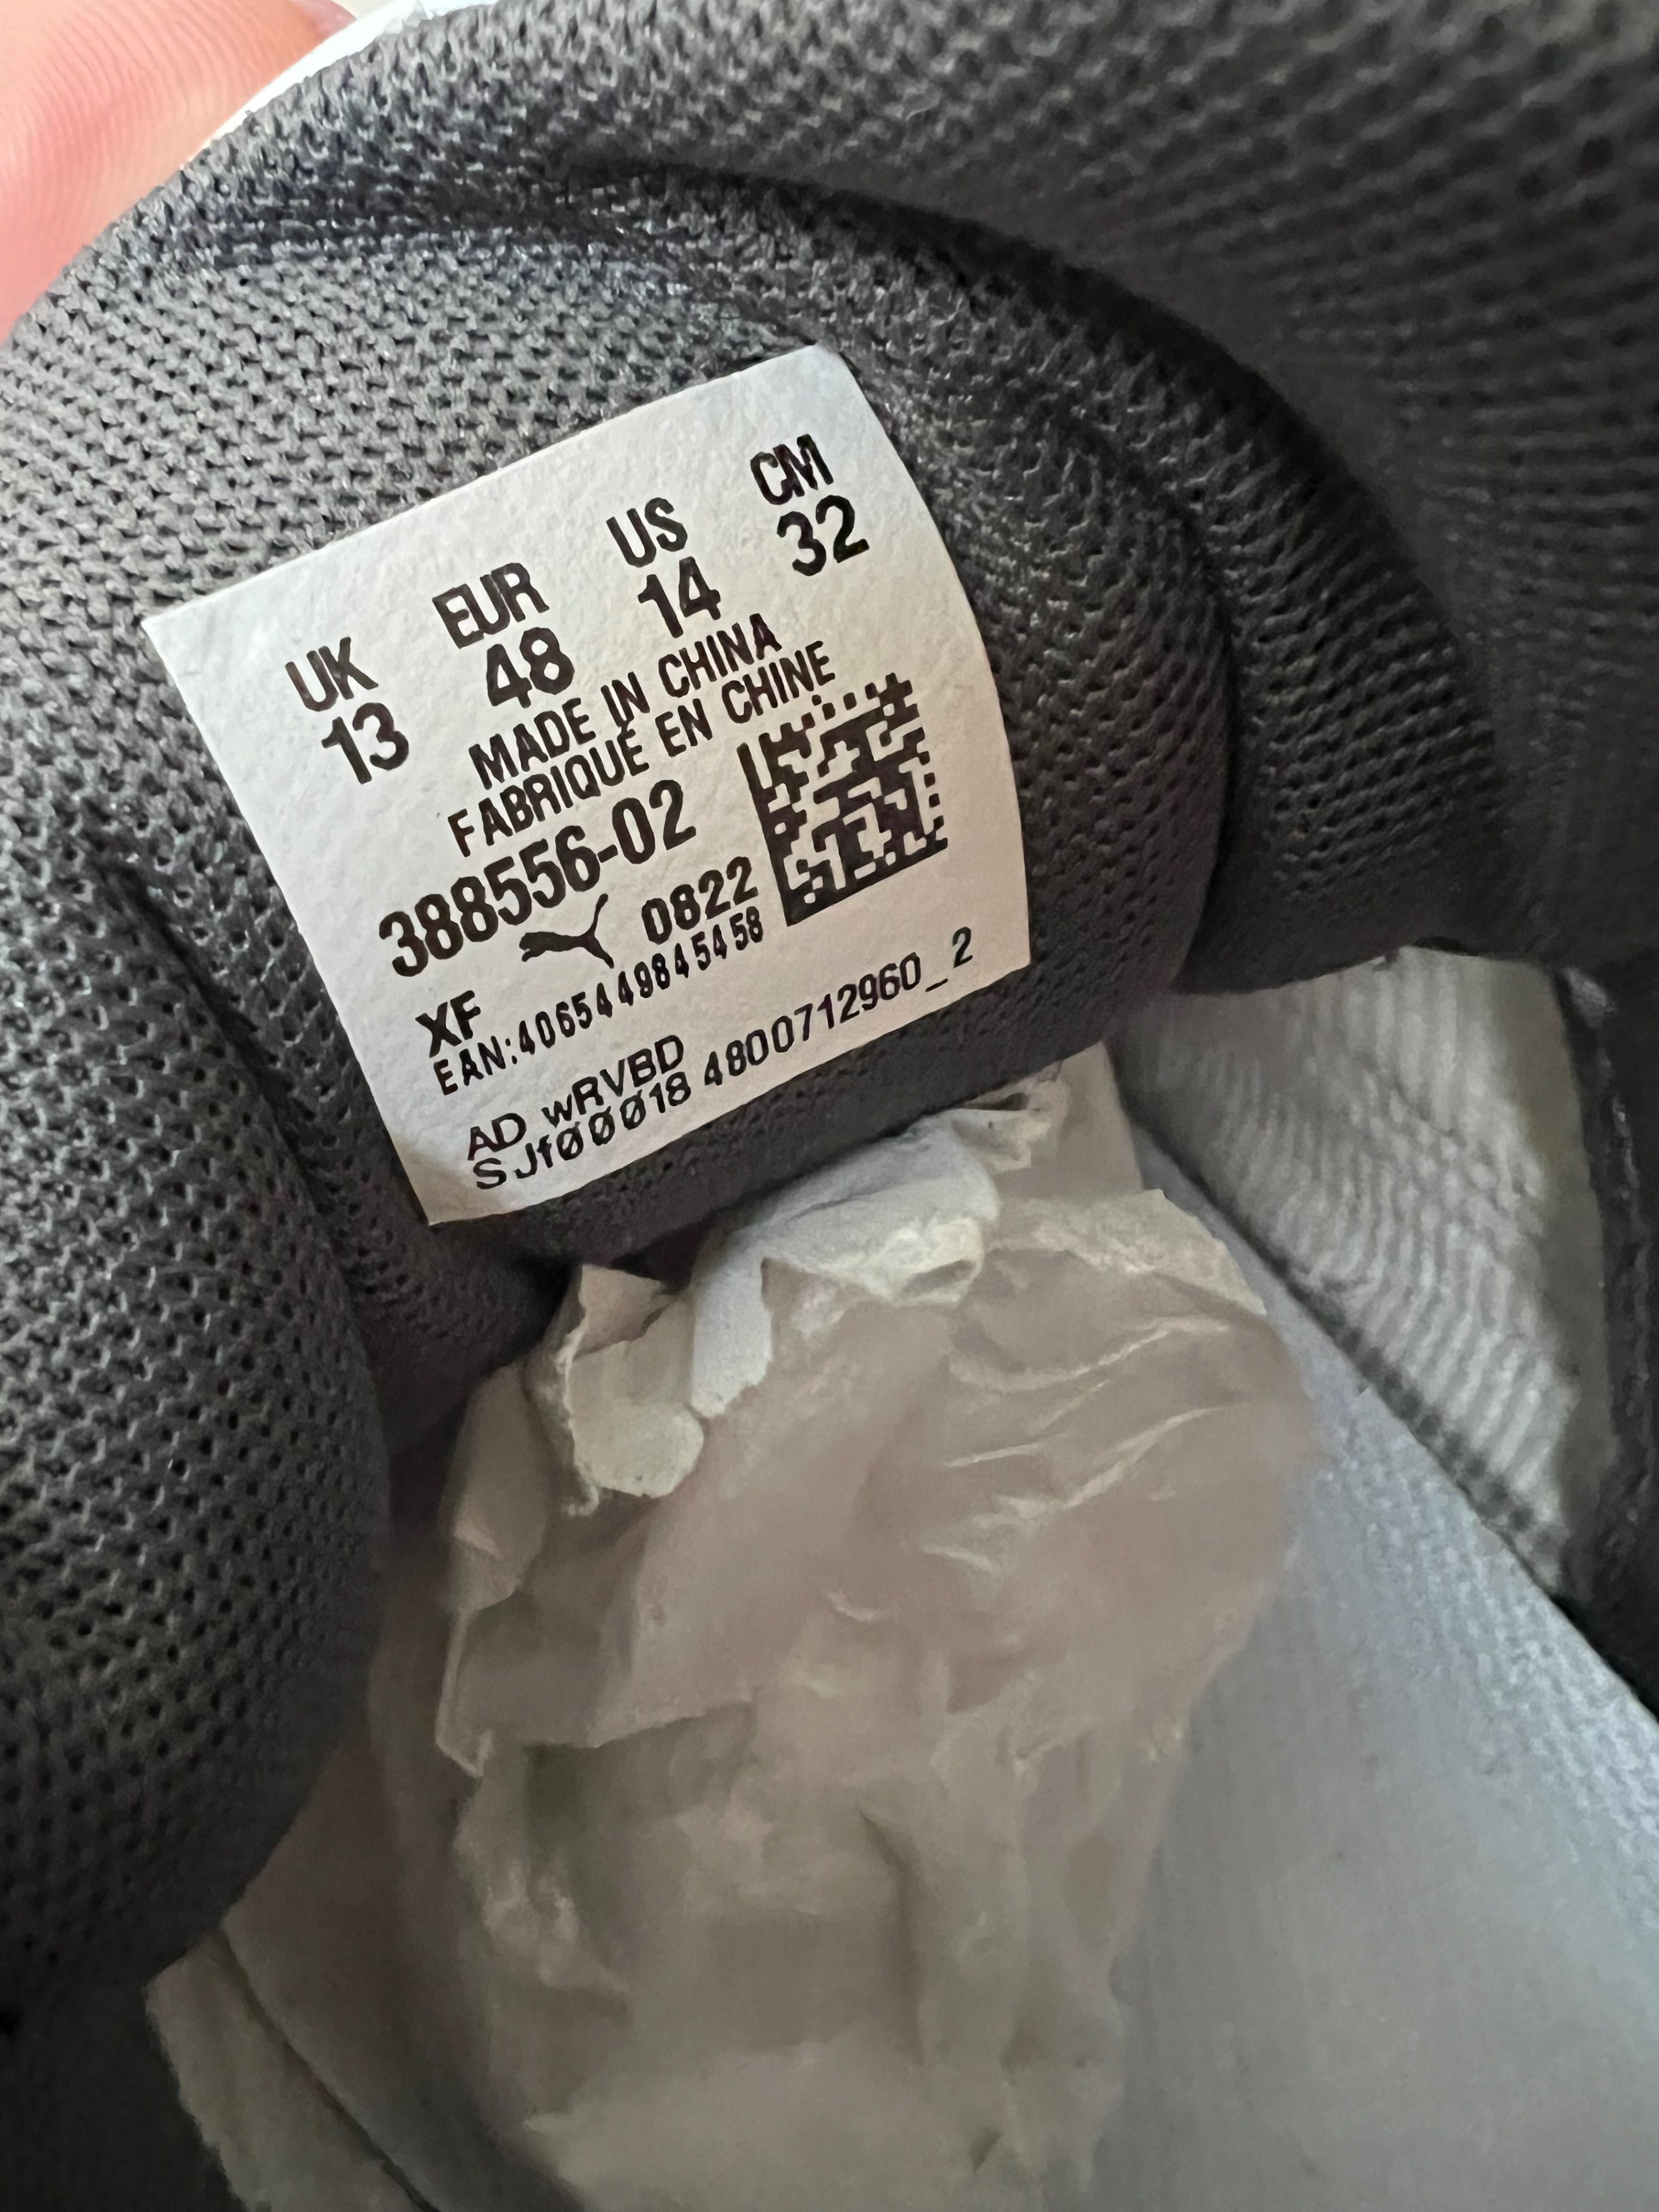 UK EUR US CM
13 48 14 32
MADE IN CHINA
FABRIQUÉ EN CHINE
388556-02
XF 0822
EAN:4065449845458
AD wRVBD
SJf00018 4800712960_2